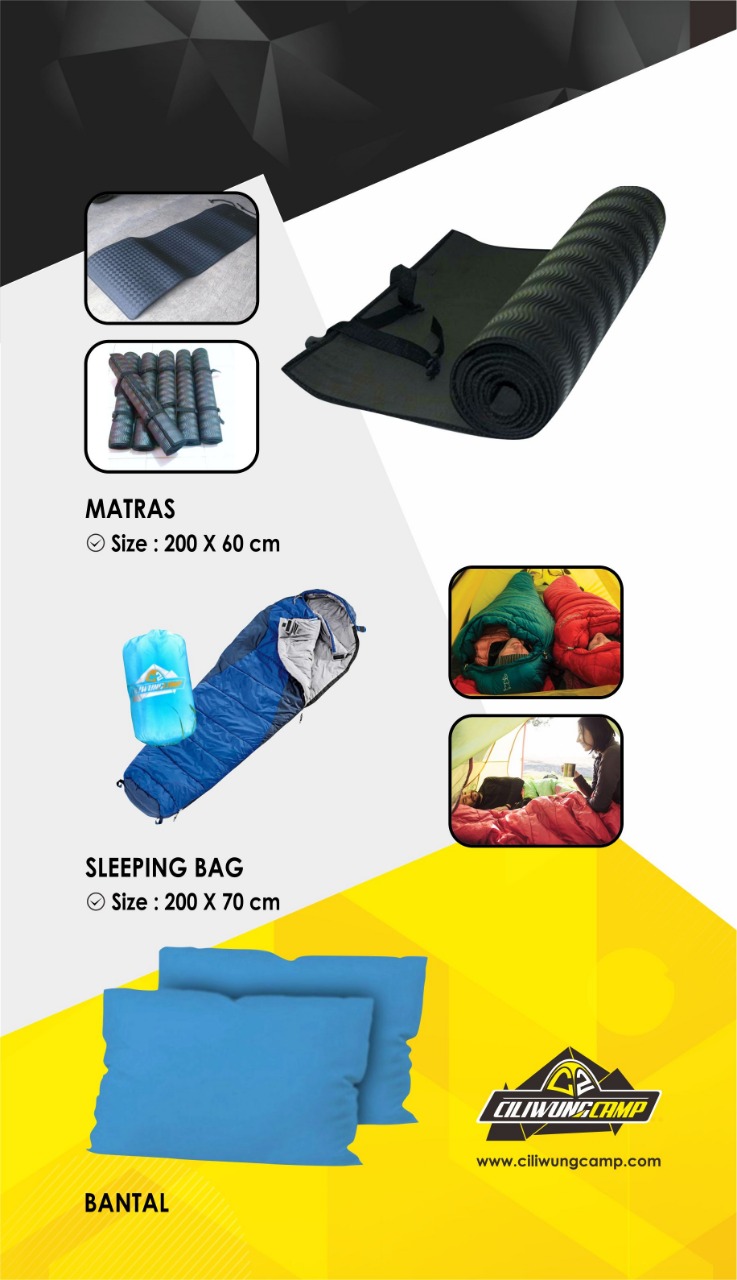 MATRAS
Size : 200 X 60 cm
SLEEPING BAG
Size : 200 X 70 cm
BANTAL
CILIWUNGCAMP
www.ciliwungcamp.com